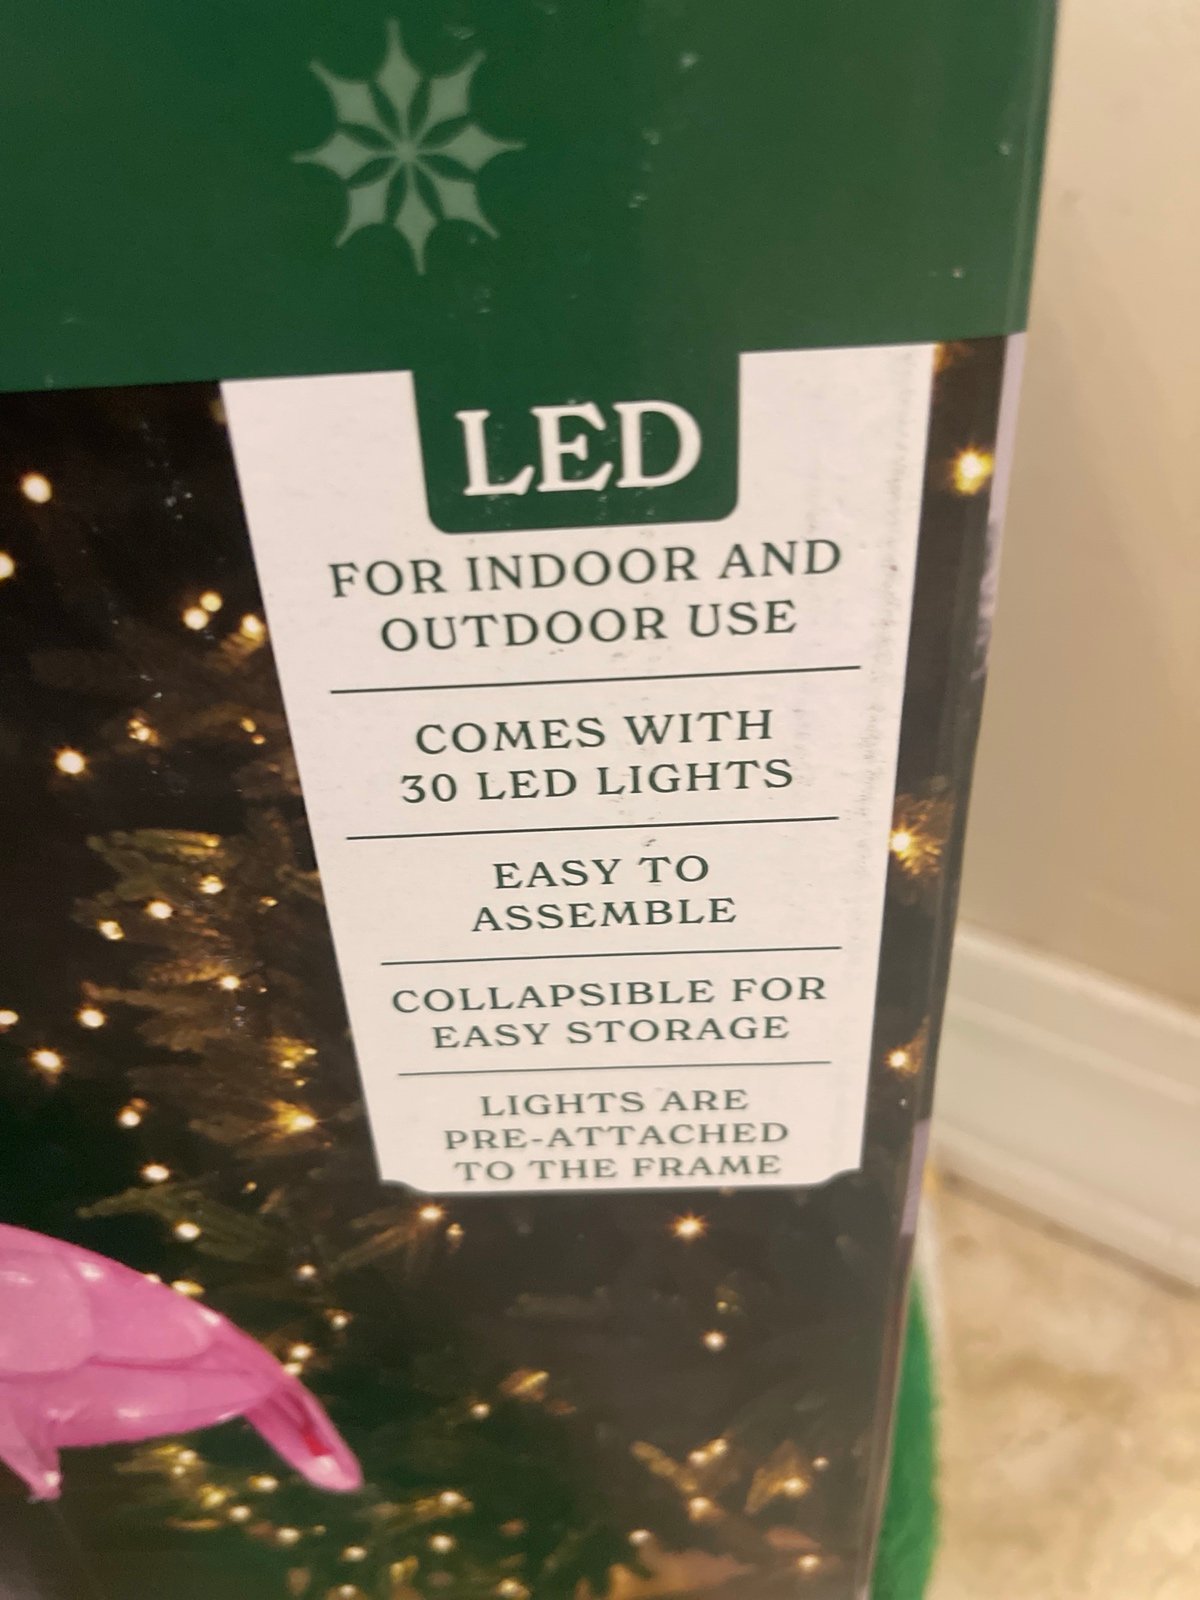 LED
FOR INDOOR AND
OUTDOOR USE
COMES WITH
30 LED LIGHTS
EASY TO
ASSEMBLE
COLLAPSIBLE FOR
EASY STORAGE
LIGHTS ARE
PRE-ATTACHED
TO THE FRAME